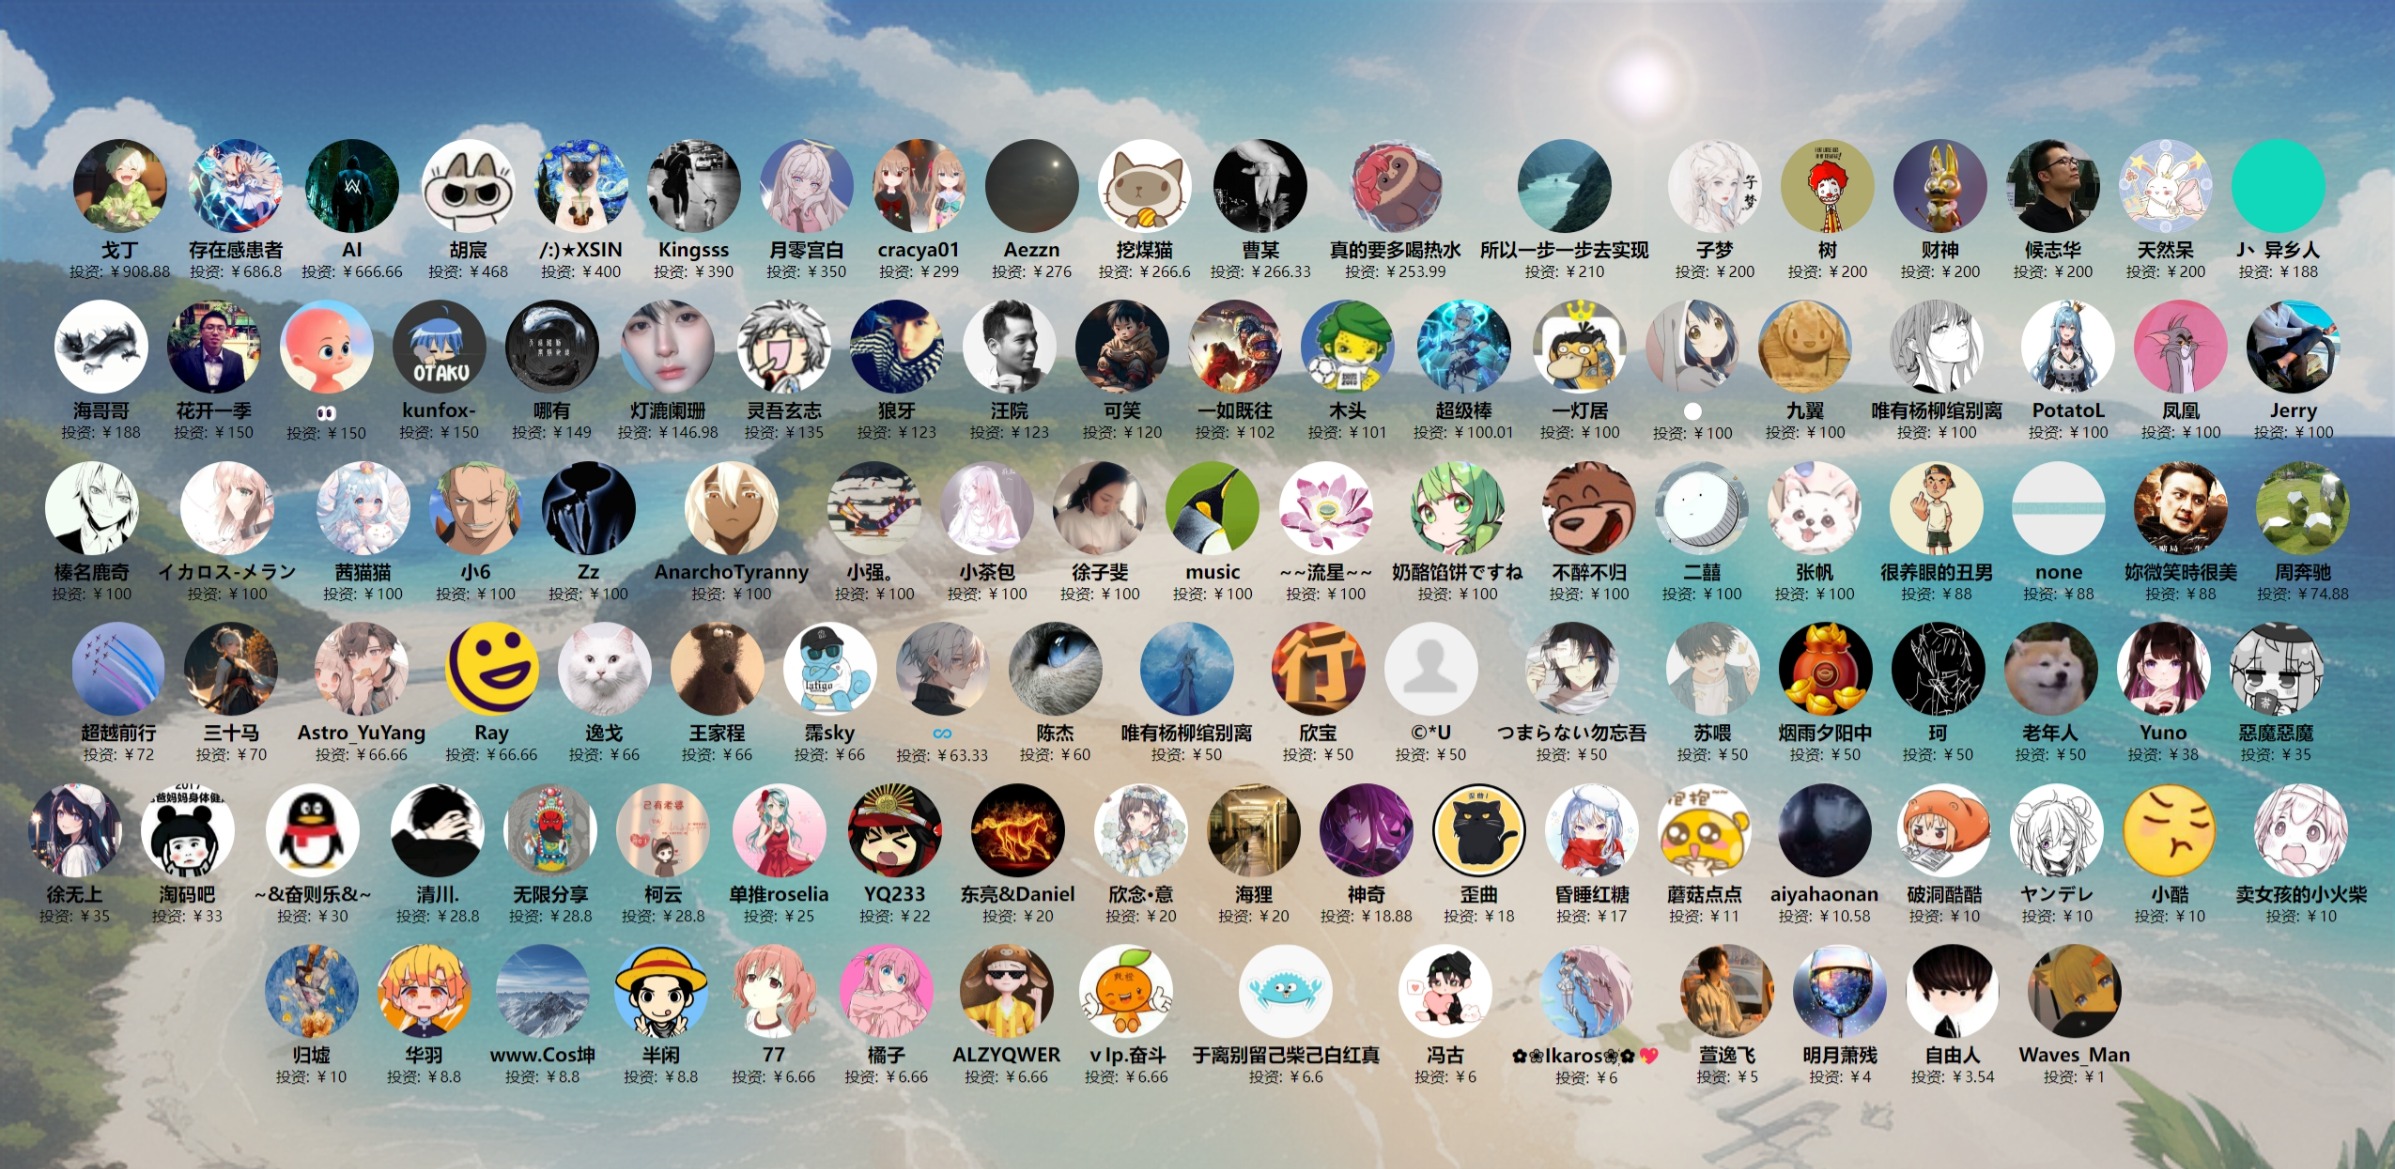 戈丁
投资: ￥908.88
存在感患者
投资: ￥686.8
AI
投资: ￥666.66
胡宸
投资: ￥468
/:)★XSIN
投资: ￥400
Kingsss
投资: ￥390
月零宫白
投资: ￥350
cracya01
投资: ￥299
Aezzn
投资: ￥276
挖煤猫
投资: ￥266.6
曹某
投资: ￥266.33
真的要多喝热水
投资: ￥253.99
所以一步一步去实现
投资: ￥210
子梦
子梦
投资: ￥200
树
投资: ￥200
财神
投资: ￥200
候志华
投资: ￥200
天然呆
投资: ￥200
J丶异乡人
投资: ￥188
海哥哥
投资: ￥188
花开一季
投资: ￥150
👀
投资: ￥150
OTAKU
kunfox-
投资: ￥150
哪有
投资: ￥149
灯漉阑珊
投资: ￥146.98
灵吾玄志
投资: ￥135
狼牙
投资: ￥123
汪院
投资: ￥123
可笑
投资: ￥120
一如既往
投资: ￥102
木头
投资: ￥101
超级棒
投资: ￥100.01
一灯居
投资: ￥100
投资: ￥100
九翼
投资: ￥100
唯有杨柳绾别离
投资: ￥100
PotatoL
投资: ￥100
凤凰
投资: ￥100
Jerry
投资: ￥100
榛名鹿奇
投资: ￥100
イカロス-メラン
投资: ￥100
茜猫猫
投资: ￥100
小6
投资: ￥100
Zz
投资: ￥100
AnarchoTyranny
投资: ￥100
小强。
投资: ￥100
小茶包
投资: ￥100
徐子斐
投资: ￥100
music
投资: ￥100
~~流星~~
投资: ￥100
奶酪馅饼ですね
投资: ￥100
不醉不归
投资: ￥100
二囍
投资: ￥100
张帆
投资: ￥100
很养眼的丑男
投资: ￥88
none
投资: ￥88
妳微笑時很美
投资: ￥88
周奔驰
投资: ￥74.88
超越前行
投资: ￥72
三十马
投资: ￥70
Astro_YuYang
投资: ￥66.66
Ray
投资: ￥66.66
逸戈
投资: ￥66
王家程
投资: ￥66
霈sky
投资: ￥66
∞
投资: ￥63.33
陈杰
投资: ￥60
唯有杨柳绾别离
投资: ￥50
行
欣宝
投资: ￥50
©*U
投资: ￥50
つまらない勿忘吾
投资: ￥50
苏喂
投资: ￥50
烟雨夕阳中
投资: ￥50
珂
投资: ￥50
老年人
投资: ￥50
Yuno
投资: ￥38
惡魔惡魔
投资: ￥35
徐无上
投资: ￥35
2017
爸妈妈身体健
淘码吧
投资: ￥33
~&奋则乐&~
投资: ￥30
清川.
投资: ￥28.8
无限分享
投资: ￥28.8
己有老婆
柯云
投资: ￥28.8
单推roselia
投资: ￥25
YQ233
投资: ￥22
东亮&Daniel
投资: ￥20
欣念•意
投资: ￥20
海狸
投资: ￥20
神奇
投资: ￥18.88
歪曲!
歪曲
投资: ￥18
昏睡红糖
投资: ￥17
抱抱~
蘑菇点点
投资: ￥11
aiyahaonan
投资: ￥10.58
破洞酷酷
投资: ￥10
ヤンデレ
投资: ￥10
小酷
投资: ￥10
卖女孩的小火柴
投资: ￥10
归墟
投资: ￥10
华羽
投资: ￥8.8
www.Cos坤
投资: ￥8.8
半闲
投资: ￥8.8
77
投资: ￥6.66
橘子
投资: ￥6.66
ALZYQWER
投资: ￥6.66
v Ip.奋斗
投资: ￥6.66
于离别留己柴己白红真
投资: ￥6.6
冯古
投资: ￥6
✿❀Ikaros❀✿💖
投资: ￥6
萱逸飞
投资: ￥5
明月萧残
投资: ￥4
自由人
投资: ￥3.54
Waves_Man
投资: ￥1